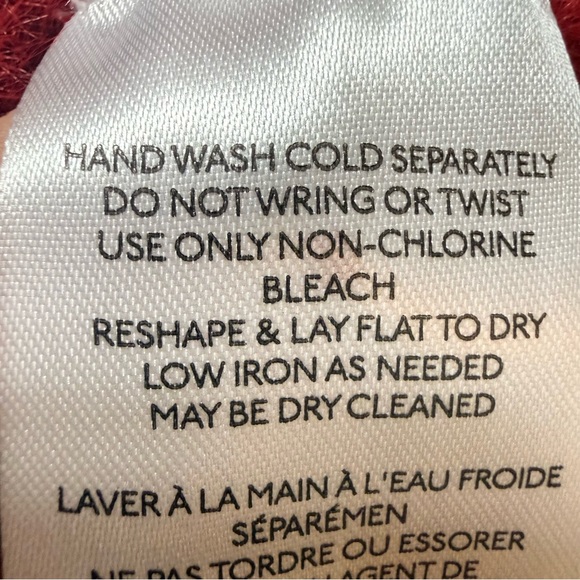 HAND WASH COLD SEPARATELY
DO NOT WRING OR TWIST
USE ONLY NON-CHLORINE
BLEACH
RESHAPE & LAY FLAT TO DRY
LOW IRON AS NEEDED
MAY BE DRY CLEANED
LAVER À LA MAIN À L'EAU FROIDE
SÉPARÉMEN
NE PAS TORDRE OU ESSORER
AGENT DE